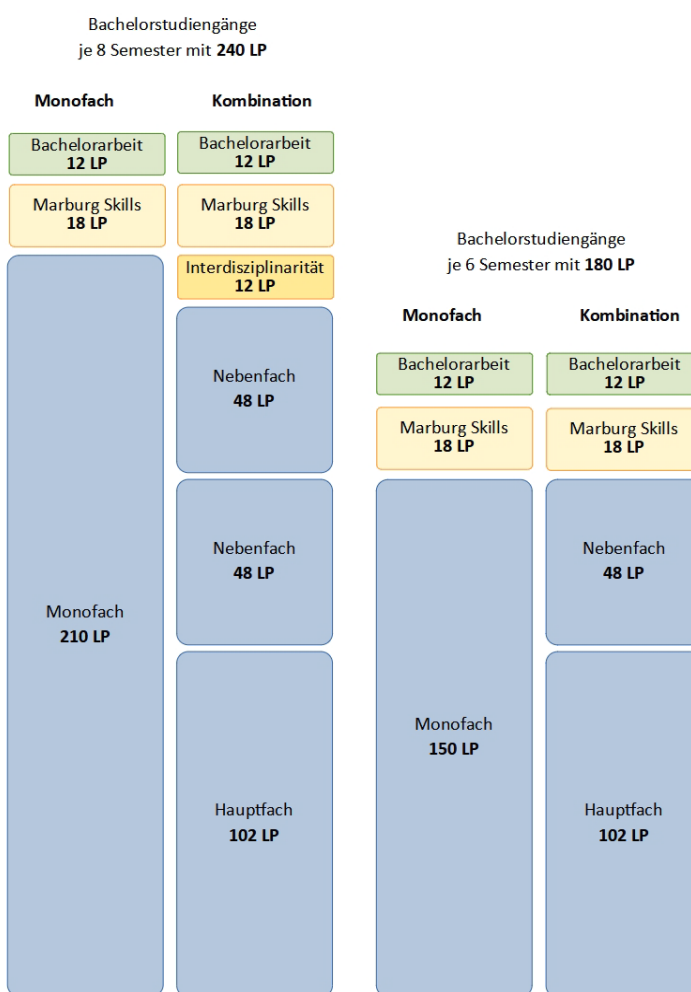 Bachelorstudiengänge
je 8 Semester mit 240 LP
Monofach
Bachelorarbeit
12 LP
Marburg Skills
18 LP
Monofach
210 LP
Kombination
Bachelorarbeit
12 LP
Marburg Skills
18 LP
Interdisziplinarität
12 LP
Nebenfach
48 LP
Nebenfach
48 LP
Hauptfach
102 LP
Bachelorstudiengänge
je 6 Semester mit 180 LP
Monofach
Bachelorarbeit
12 LP
Marburg Skills
18 LP
Monofach
150 LP
Kombination
Bachelorarbeit
12 LP
Marburg Skills
18 LP
Nebenfach
48 LP
Hauptfach
102 LP